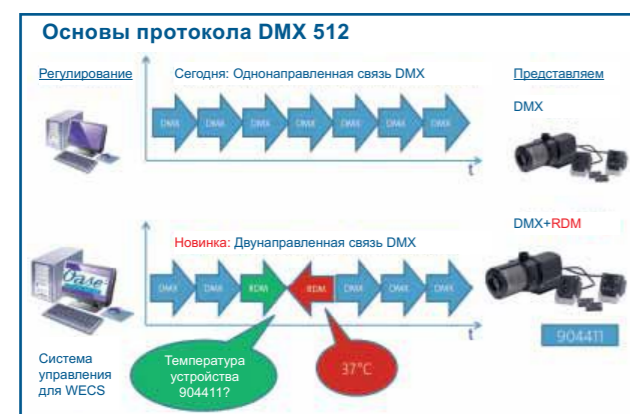 Основы протокола DMX 512
Регулирование
Сегодня: Однонаправленная связь DMX
Представляем
DMX
DMX DMX DMX DMX DMX DMX DMX
t
DMX+RDM
Новинка: Двунаправленная связь DMX
DMX DMX RDM RDM DMX DMX DMX
t
904411
Система
управления
для WECS
Температура
устройства
904411?
37°C